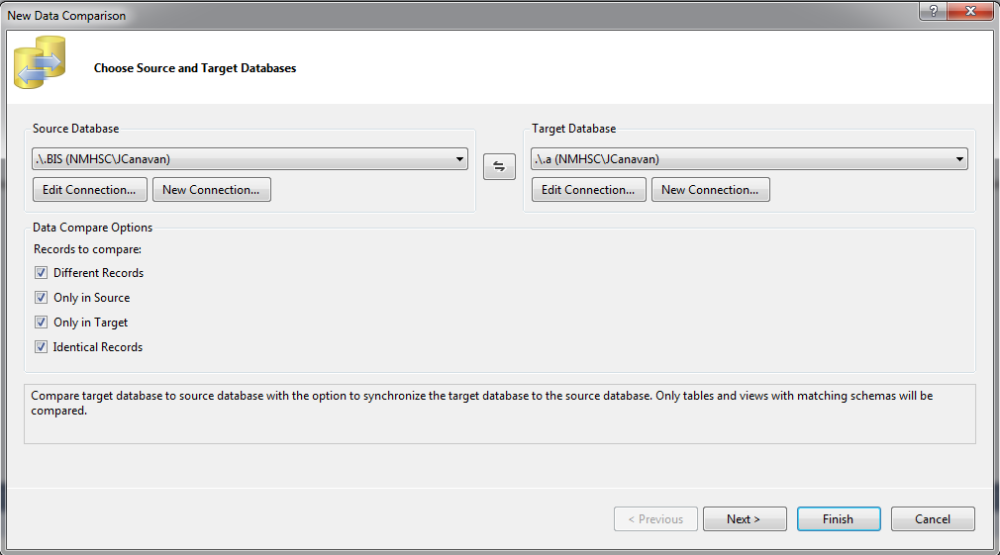 New Data Comparison
?
Choose Source and Target Databases
Source Database
Target Database
.\.BIS (NMHSC\JCanavan)
.\.a (NMHSC\JCanavan)
Edit Connection... New Connection...
Edit Connection... New Connection...
Data Compare Options
Records to compare:
Different Records
Only in Source
Only in Target
Identical Records
Compare target database to source database with the option to synchronize the target database to the source database. Only tables and views with matching schemas will be
compared.
< Previous Next > Finish Cancel